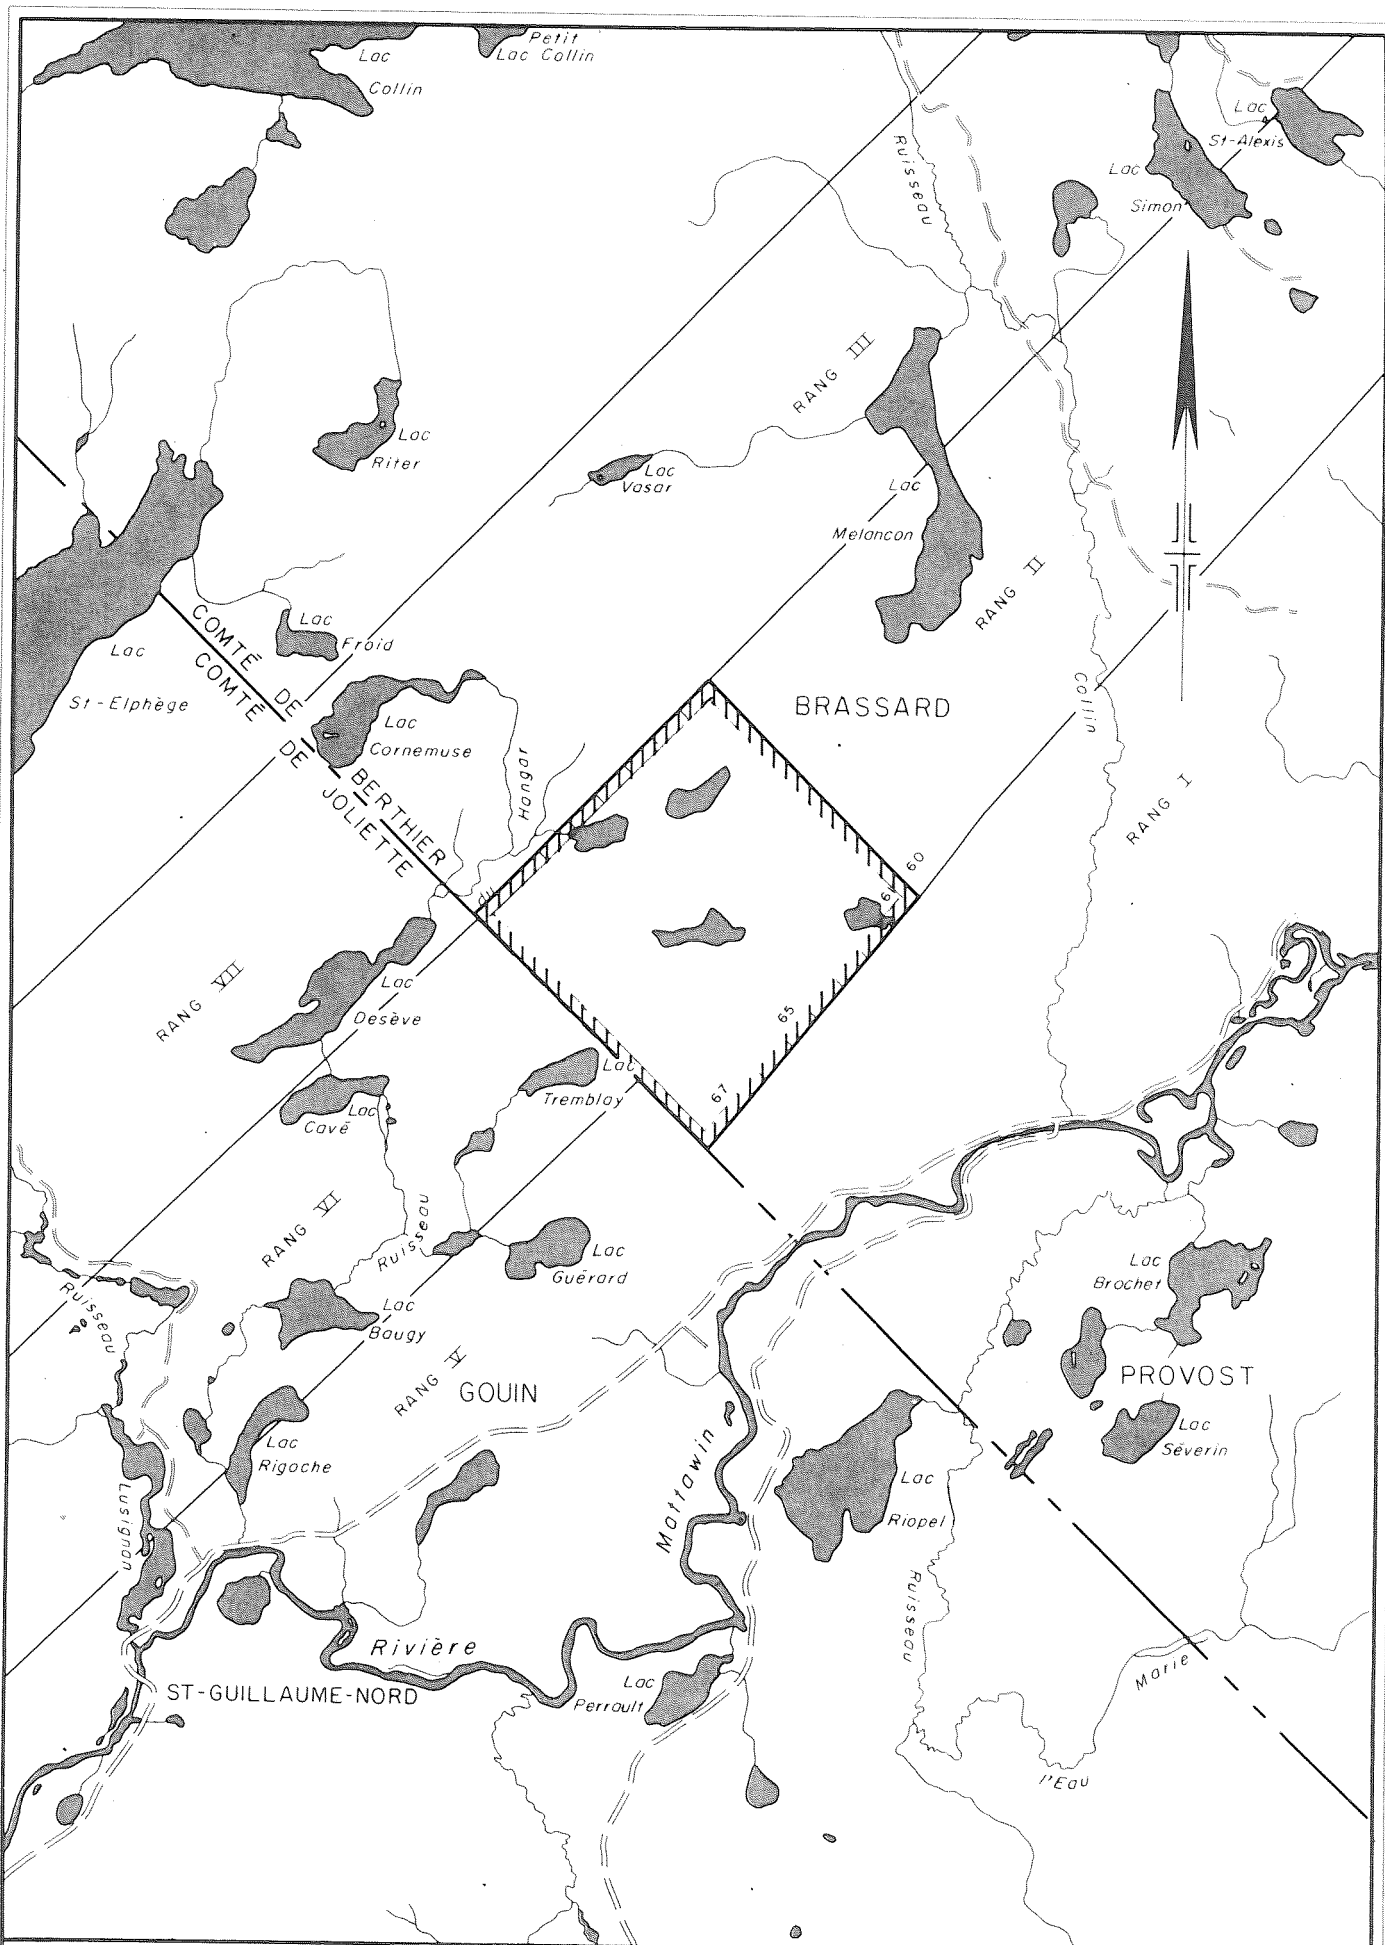 Petit
Lac Collin
Lac
Collin
Lac
St-Alexis
Lac
Simon
Ruisseau
RANG III
Lac
Riter
Lac
Vasar
Lac
Melancon
RANG II
Lac
Froid
COMTÉ DE BERTHIER
COMTÉ DE JOLIETTE
Lac
St-Elphège
Lac
Cornemuse
Hangar
BRASSARD
Collin
RANG I
60
61
65
67
RANG VII
Lac
Desève
Lac
Tremblay
Lac
Cavé
RANG VI
Ruisseau
Lac
Guérard
Ruisseau
Lac
Baugy
Lac
Brochet
RANG V
GOUIN
PROVOST
Lac
Séverin
Lac
Rigoche
Mattawin
Lac
Riopel
Lusignan
Ruisseau
Rivière
Marie
Lac
Perrault
ST-GUILLAUME-NORD
l'Eau